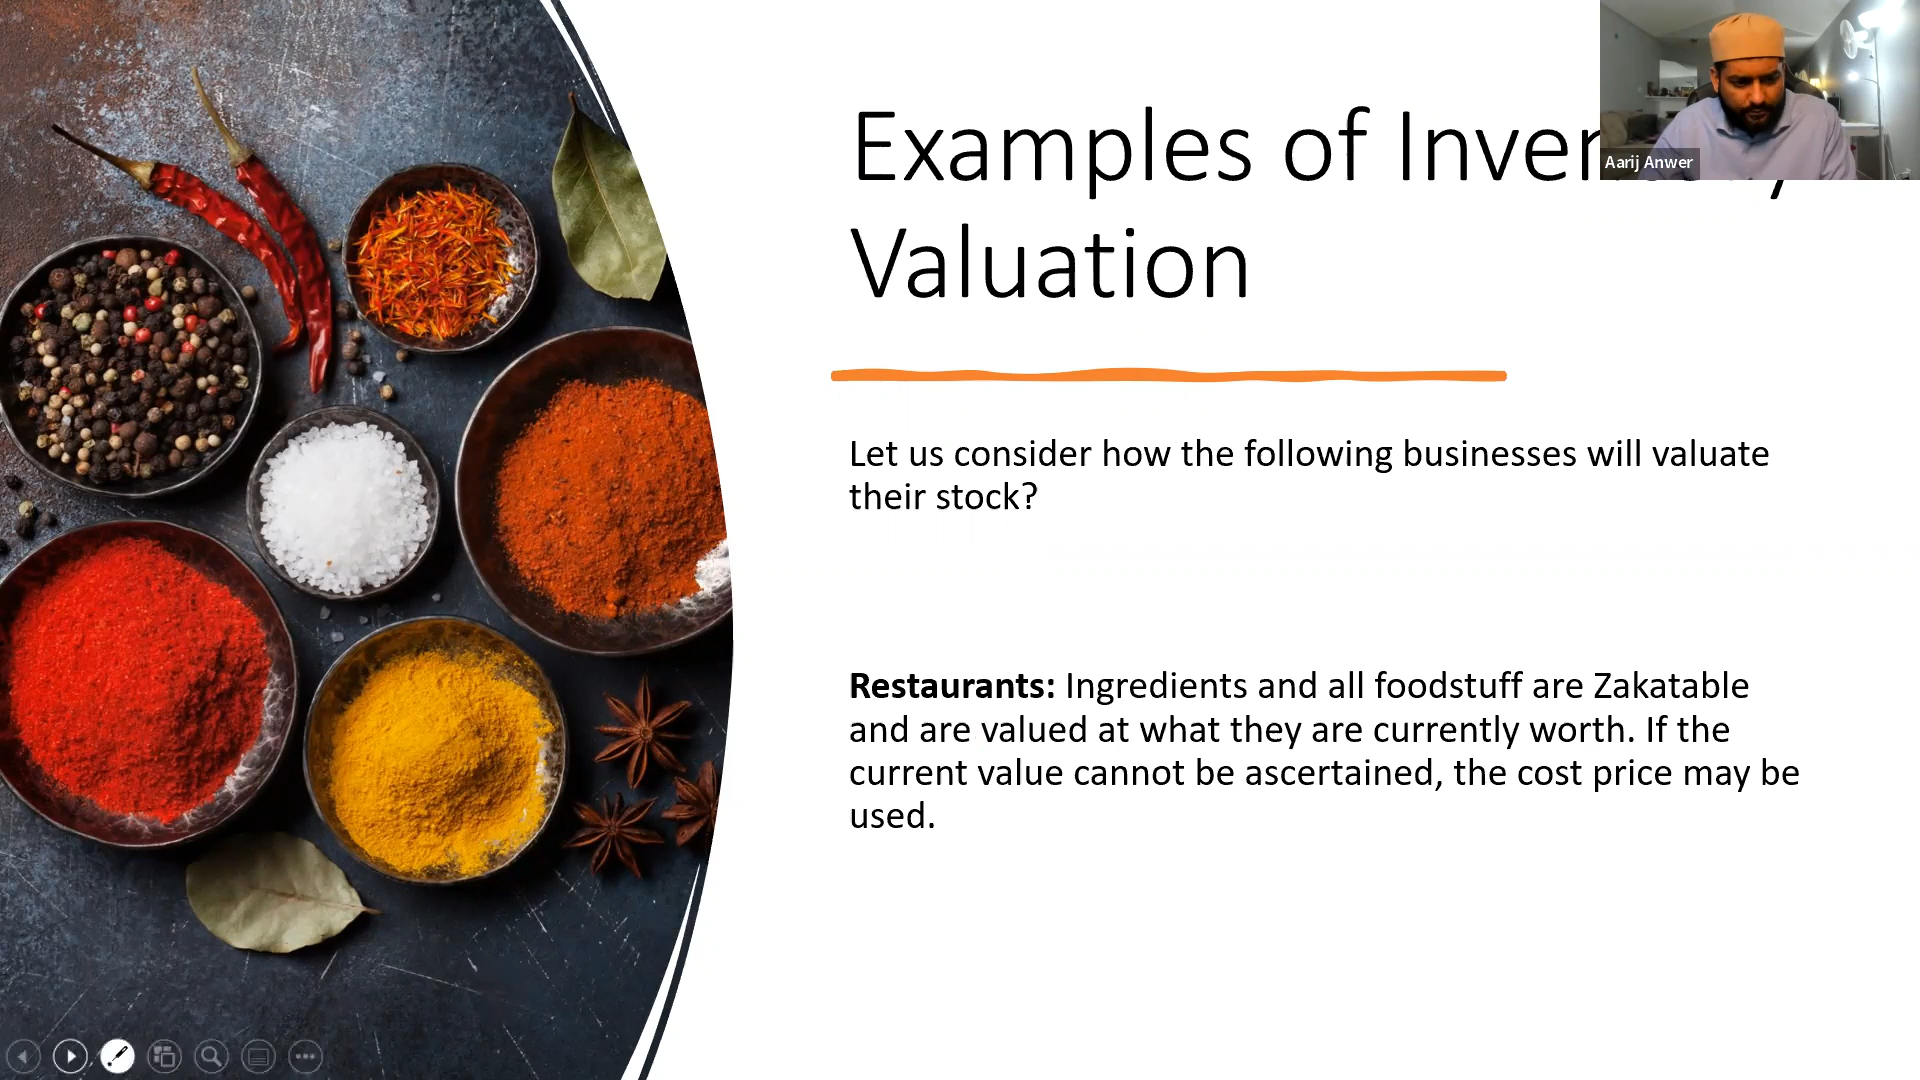 Examples of
Valuation
Aarij Anwer
Let us consider how the following businesses will valuate
their stock?
Restaurants: Ingredients and all foodstuff are Zakatable
and are valued at what they are currently worth. If the
current value cannot be ascertained, the cost price may be
used.